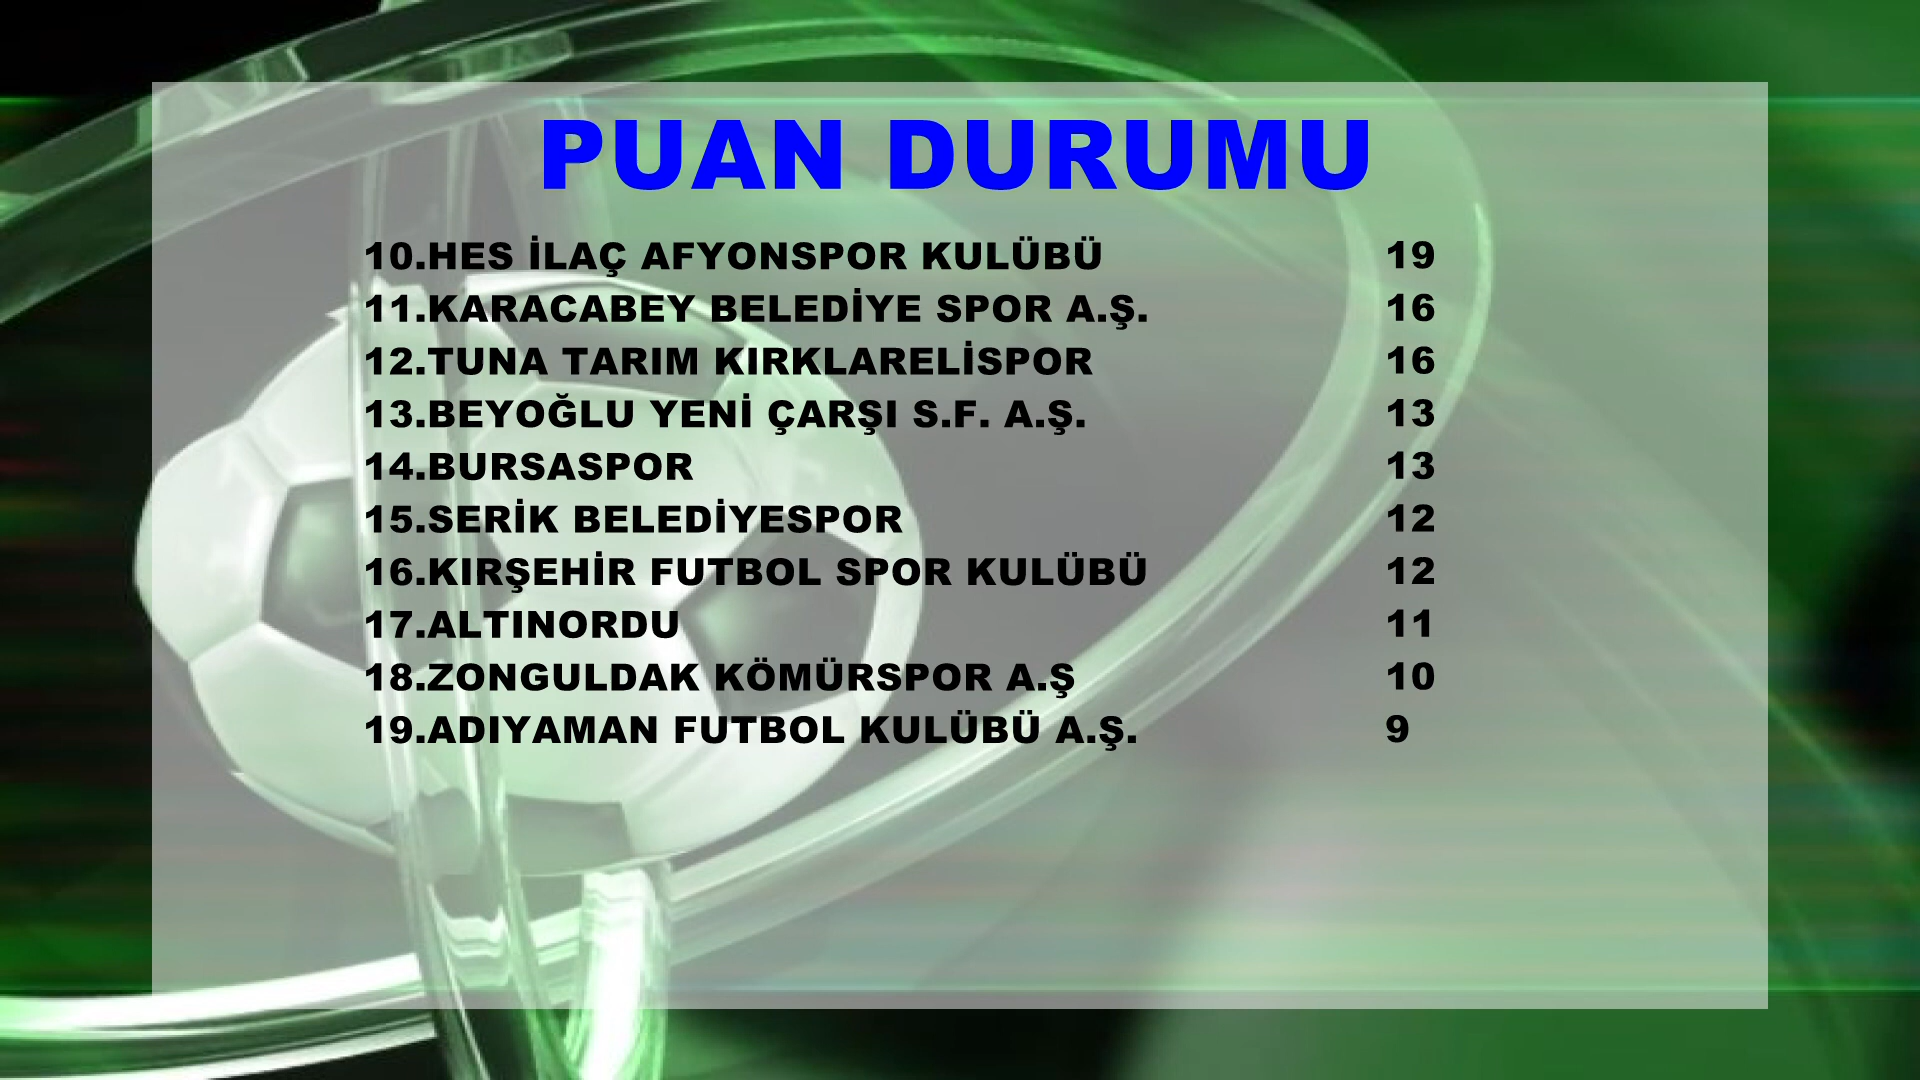 PUAN DURUMU
10.HES İLAÇ AFYONSPOR KULÜBÜ 19
11.KARACABEY BELEDİYE SPOR A.Ş. 16
12.TUNA TARIM KIRKLARELİSPOR 16
13.BEYOĞLU YENİ ÇARŞI S.F. A.Ş. 13
14.BURSASPOR 13
15.SERİK BELEDİYESPOR 12
16.KIRŞEHİR FUTBOL SPOR KULÜBÜ 12
17.ALTINORDU 11
18.ZONGULDAK KÖMÜRSPOR A.Ş 10
19.ADIYAMAN FUTBOL KULÜBÜ A.Ş. 9